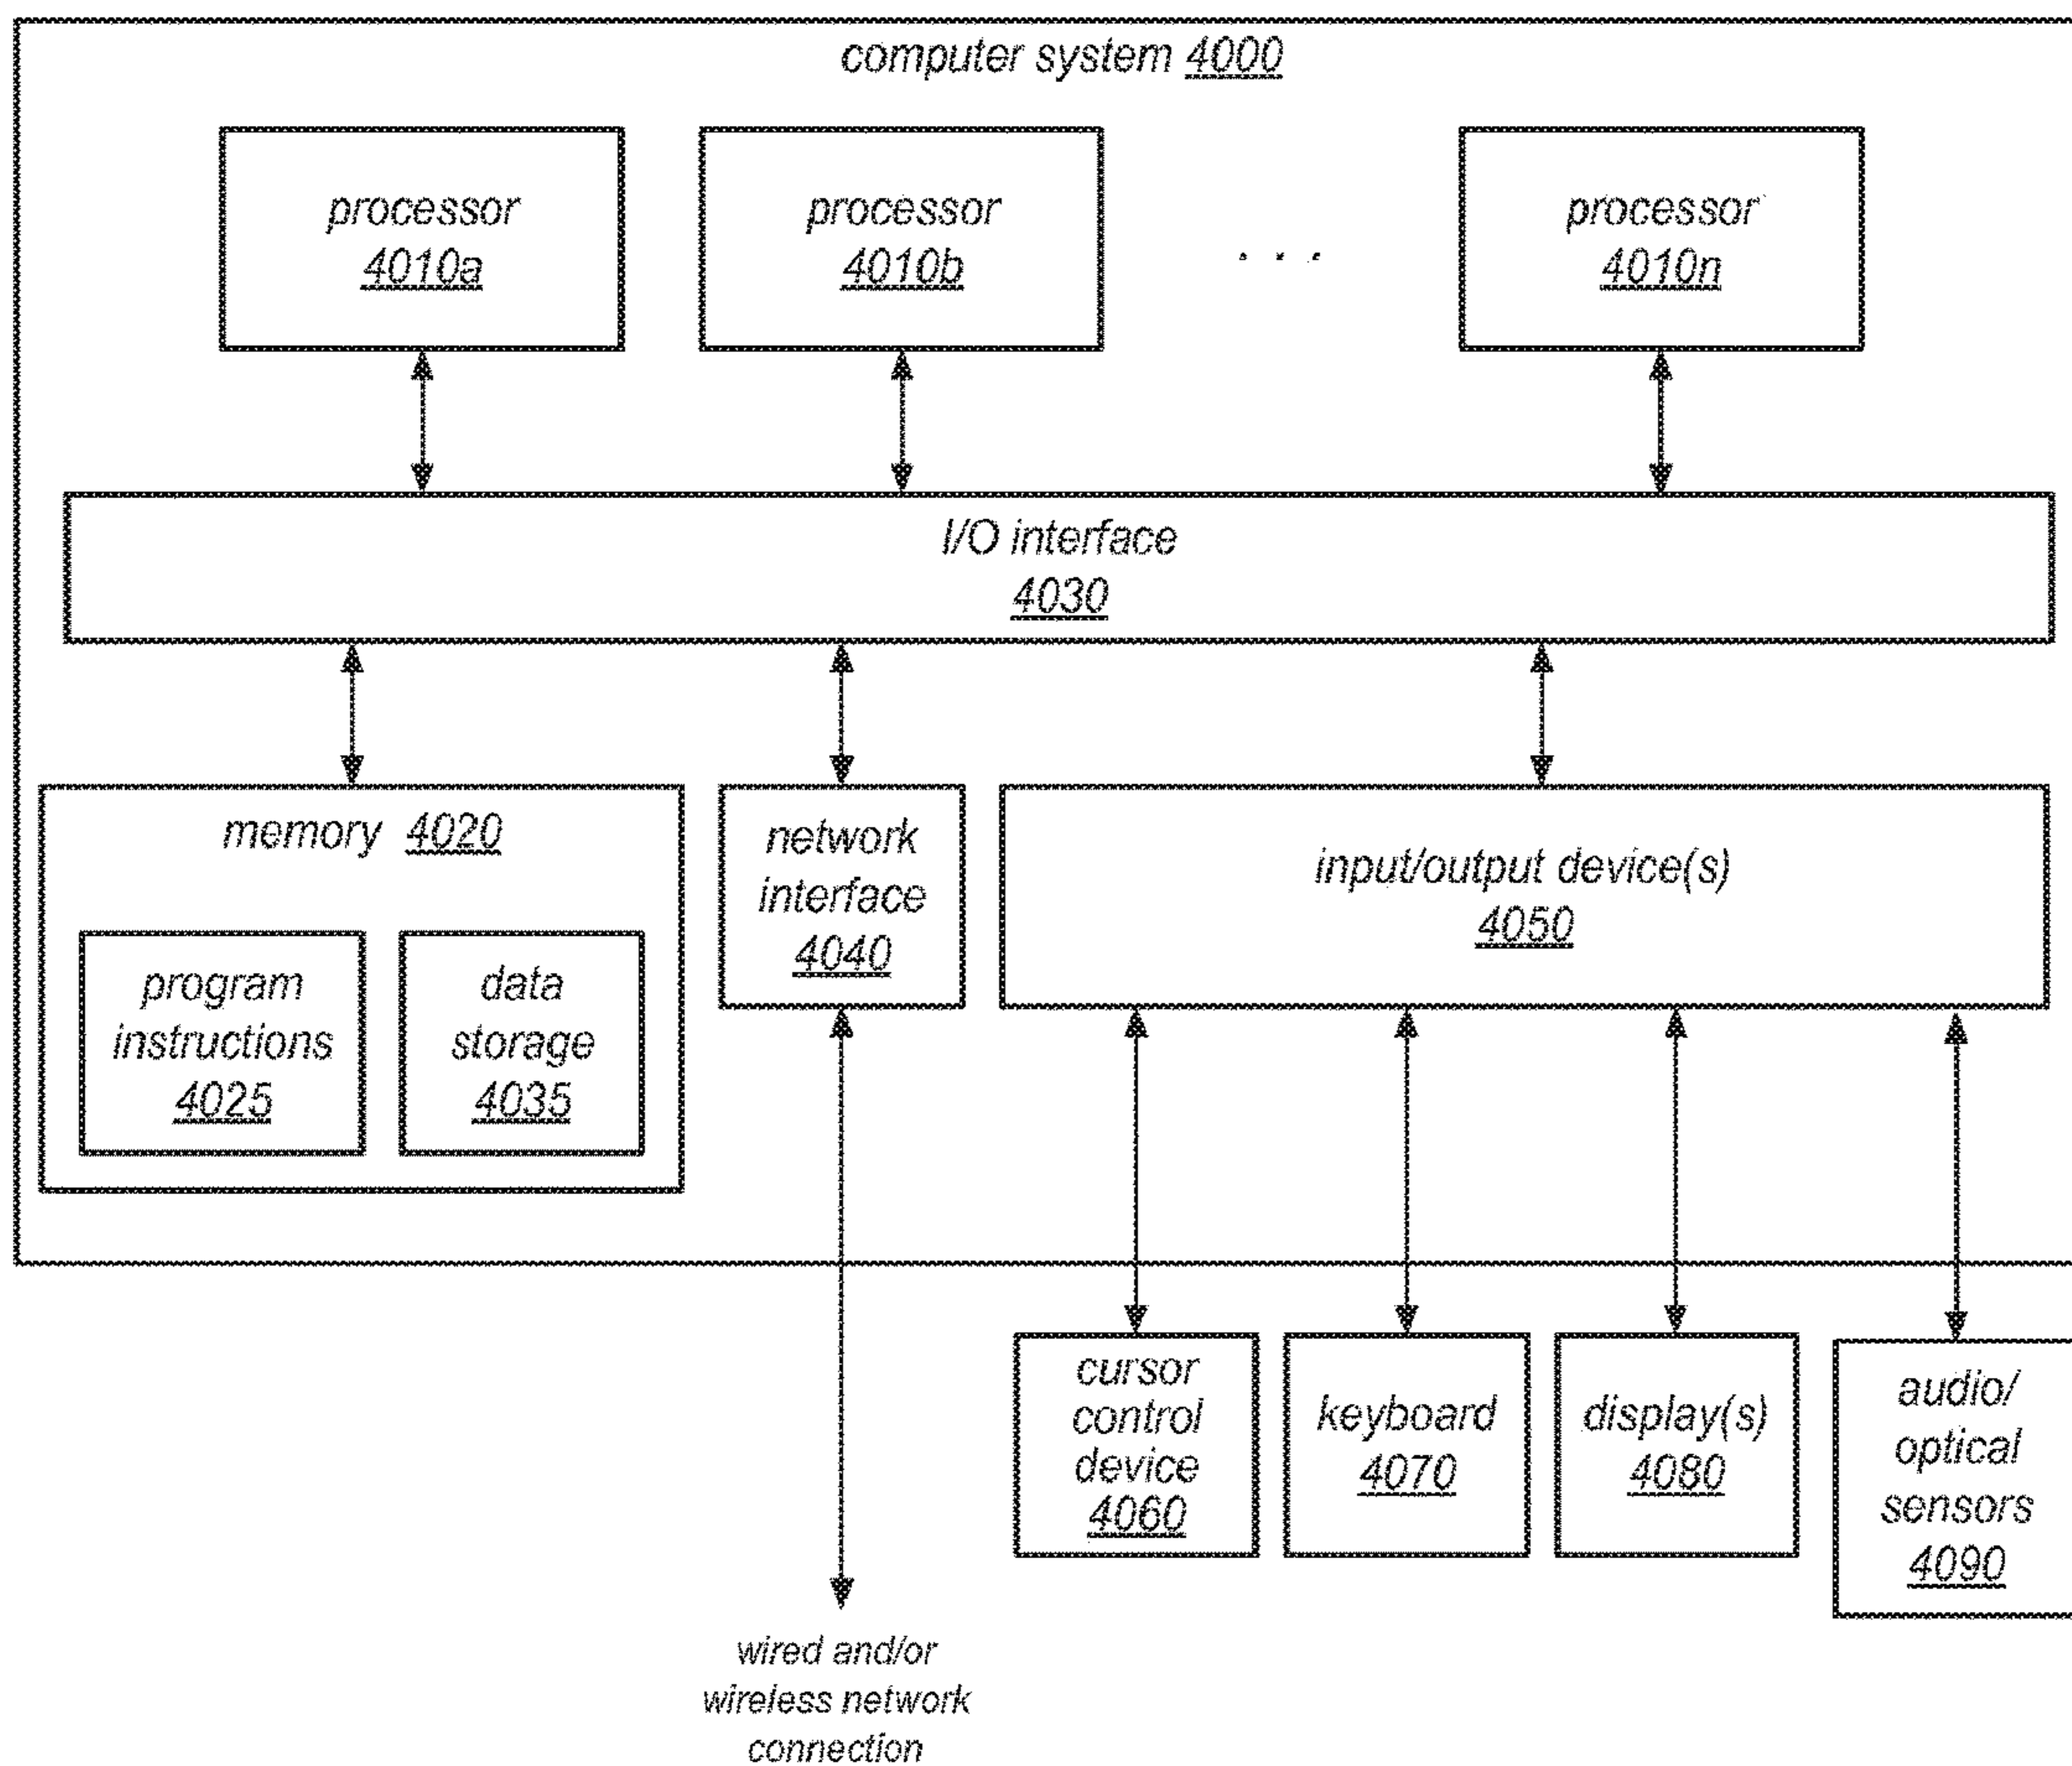 computer system 4000
processor
4010a
processor
4010b
. . .
processor
4010n
I/O interface
4030
memory 4020
program
instructions
4025
data
storage
4035
network
interface
4040
input/output device(s)
4050
cursor
control
device
4060
keyboard
4070
display(s)
4080
audio/
optical
sensors
4090
wired and/or
wireless network
connection